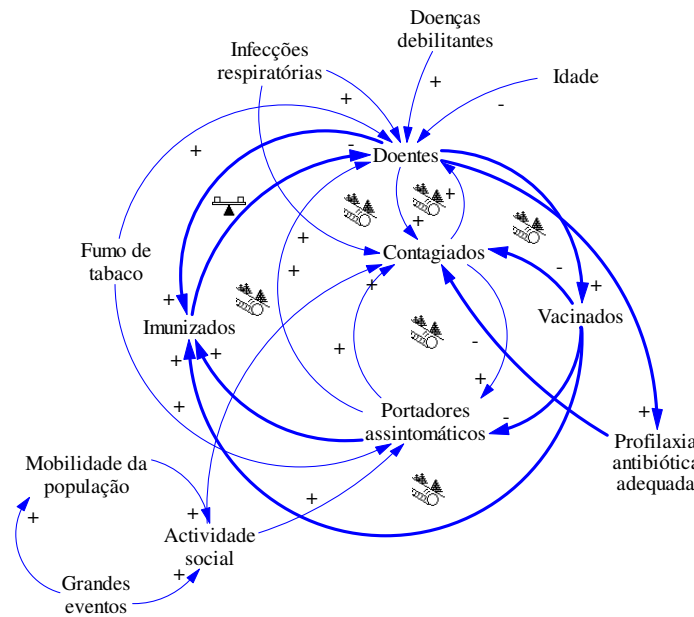 Doenças
debilitantes
Infecções
respiratórias
Idade
+
+
-
+
-
Doentes
+
+
+
Contagiados
-
+
Fumo de
tabaco
+
+
+
Imunizados
Vacinados
+
+
+
-
+
+
-
Portadores
assintomáticos
+
Profilaxia
antibiótica
adequada
Mobilidade da
população
+
+
+
Actividade
social
+
Grandes
eventos